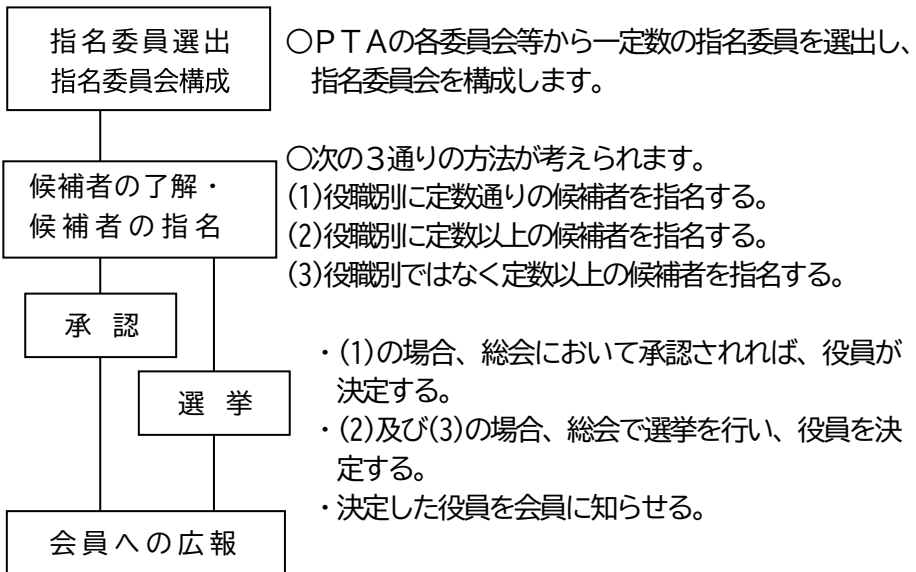 指名委員選出
指名委員会構成
○ＰＴＡの各委員会等から一定数の指名委員を選出し、
指名委員会を構成します。
候補者の了解・
候補者の指名
○次の３通りの方法が考えられます。
(1)役職別に定数通りの候補者を指名する。
(2)役職別に定数以上の候補者を指名する。
(3)役職別ではなく定数以上の候補者を指名する。
承　認
選　挙
・(1)の場合、総会において承認されれば、役員が
決定する。
・(2)及び(3)の場合、総会で選挙を行い、役員を決
定する。
・決定した役員を会員に知らせる。
会員への広報